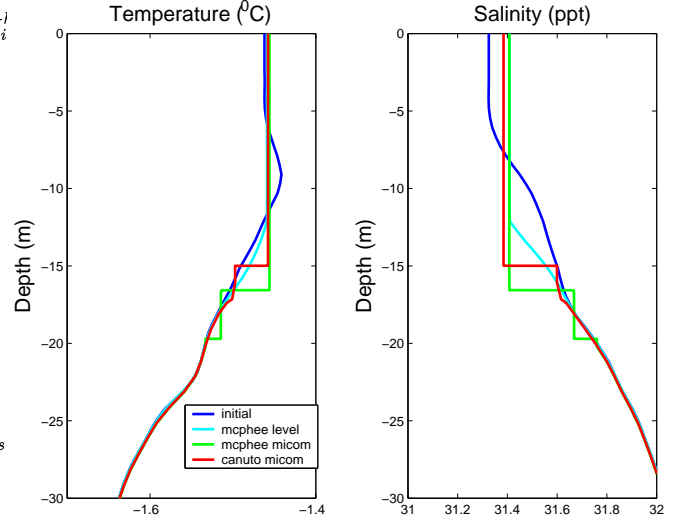 Temperature (⁰C)
Salinity (ppt)
i
s
Depth (m)
0
−5
−10
−15
−20
−25
−30
−1.6
−1.4
initial
mcphee level
mcphee micom
canuto micom
Depth (m)
0
−5
−10
−15
−20
−25
−30
31
31.2
31.4
31.6
31.8
32